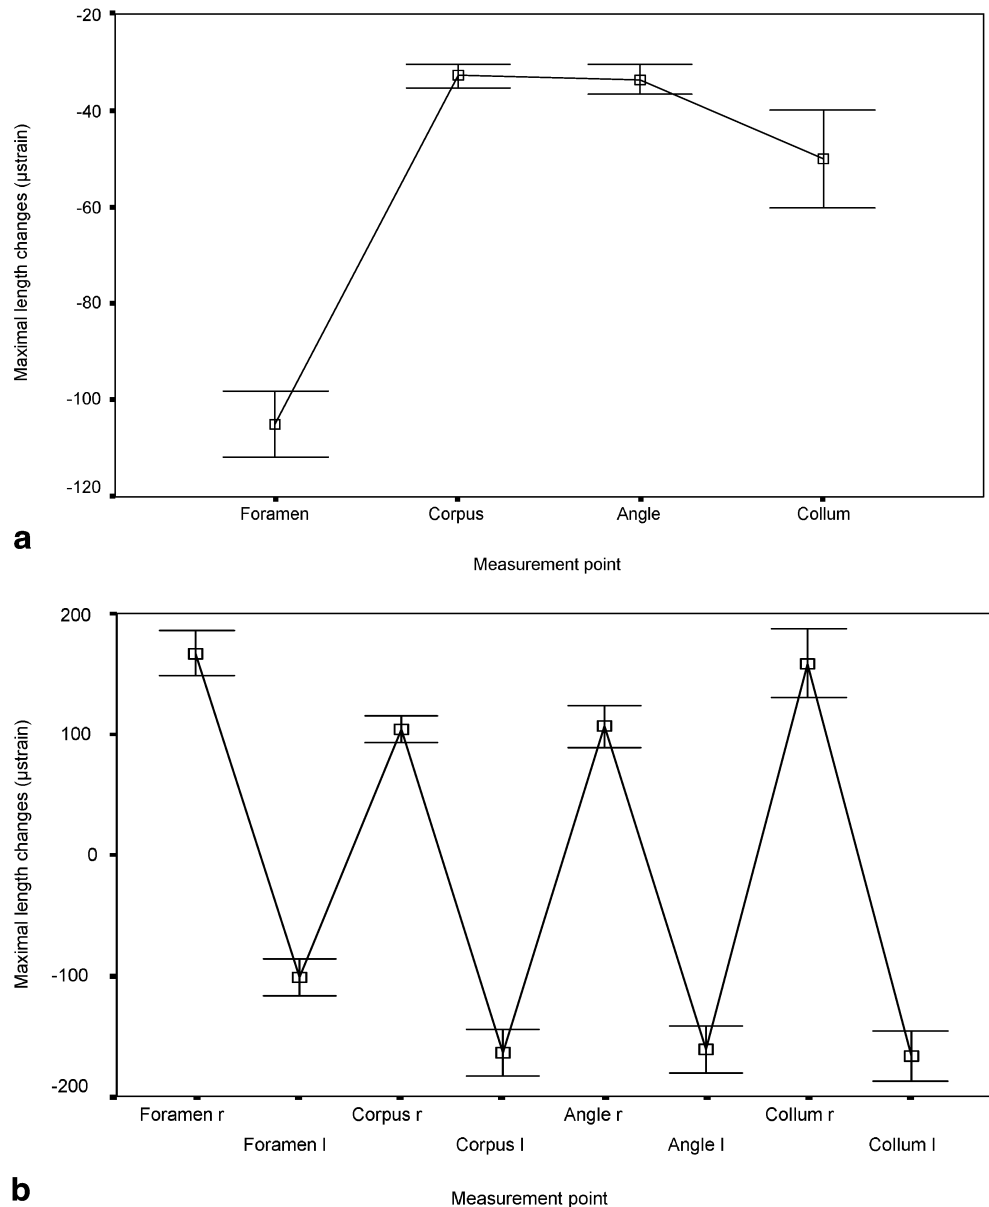 -20
-40
-60
-80
-100
-120
Maximal length changes (µstrain)
Foramen Corpus Angle Collum
a
Measurement point
200
100
0
-100
-200
Maximal length changes (µstrain)
Foramen r Corpus r Angle r Collum r
Foramen l Corpus l Angle l Collum l
b
Measurement point